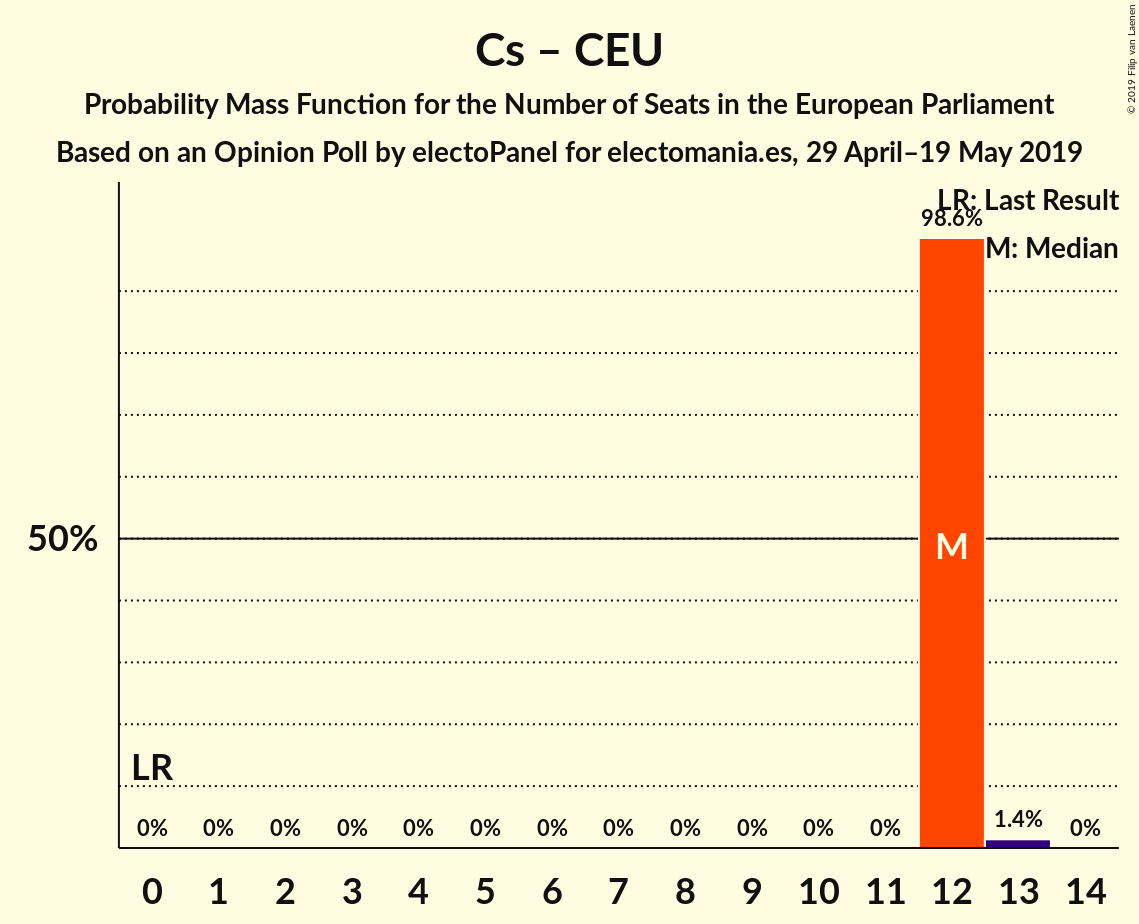 Cs – CEU
Probability Mass Function for the Number of Seats in the European Parliament
Based on an Opinion Poll by electoPanel for electomania.es, 29 April–19 May 2019
© 2019 Filip van Laenen
LR: Last Result
98.6%
M: Median
50%
M
LR
0% 0% 0% 0% 0% 0% 0% 0% 0% 0% 0% 0% 1.4% 0%
0 1 2 3 4 5 6 7 8 9 10 11 12 13 14